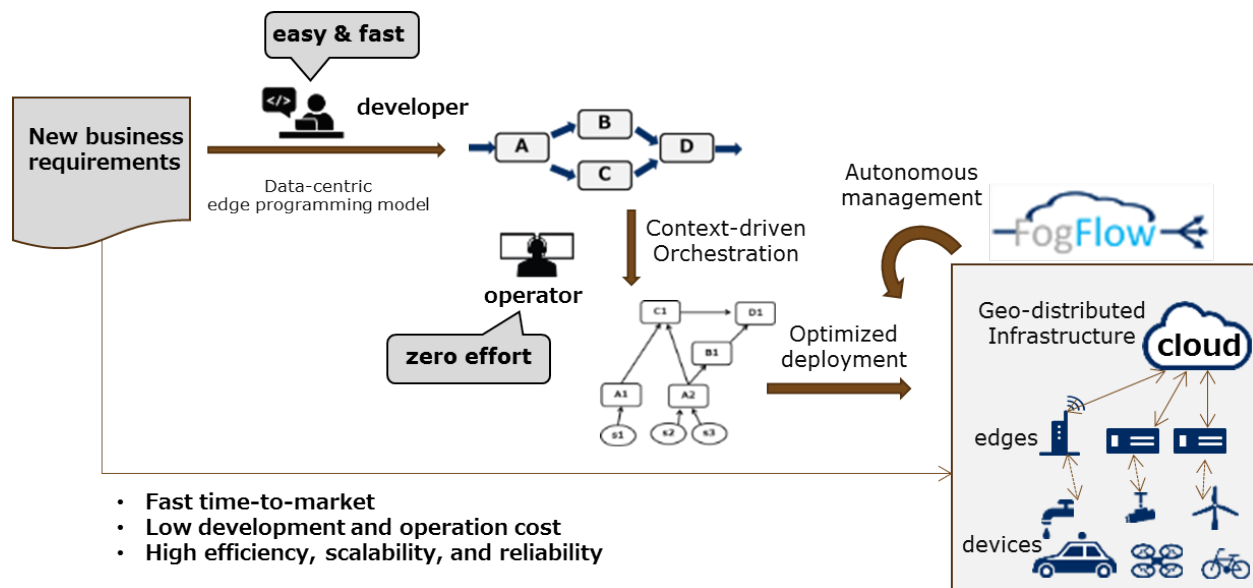 easy & fast
</>
developer
New business
requirements
Data-centric
edge programming model
A
B
C
D
Autonomous
management
FogFlow
Context-driven
Orchestration
operator
zero effort
C1
D1
B1
A1
A2
s1
s2
s3
Optimized
deployment
Geo-distributed
Infrastructure
cloud
edges
devices
• Fast time-to-market
• Low development and operation cost
• High efficiency, scalability, and reliability